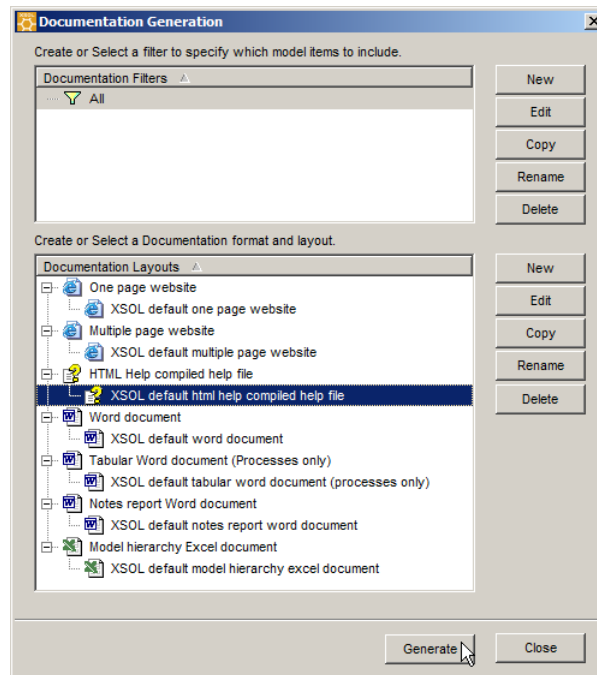 Documentation Generation
Create or Select a filter to specify which model items to include.
Documentation Filters
All
New
Edit
Copy
Rename
Delete
Create or Select a Documentation format and layout.
Documentation Layouts
One page website
XSOL default one page website
Multiple page website
XSOL default multiple page website
HTML Help compiled help file
XSOL default html help compiled help file
Word document
XSOL default word document
Tabular Word document (Processes only)
XSOL default tabular word document (processes only)
Notes report Word document
XSOL default notes report word document
Model hierarchy Excel document
XSOL default model hierarchy excel document
New
Edit
Copy
Rename
Delete
Generate
Close